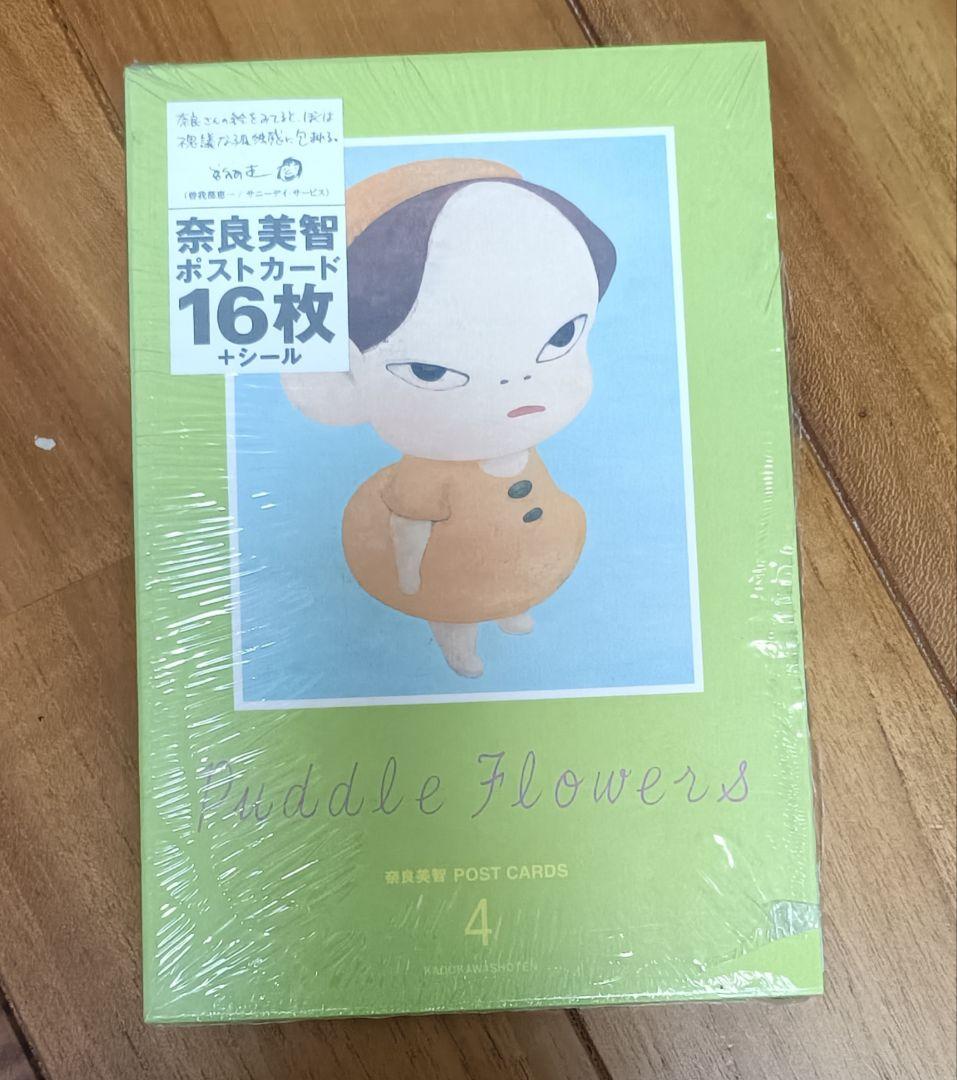 奈良さんの絵をみてると、ぼくは
不思議な孤独感に包まれる。
(曽我部恵一/サニーデイ・サービス)
奈良美智
ポストカード
16枚
+シール
Puddle Flowers
奈良美智 POST CARDS
4
KADOKAWA SHOTEN